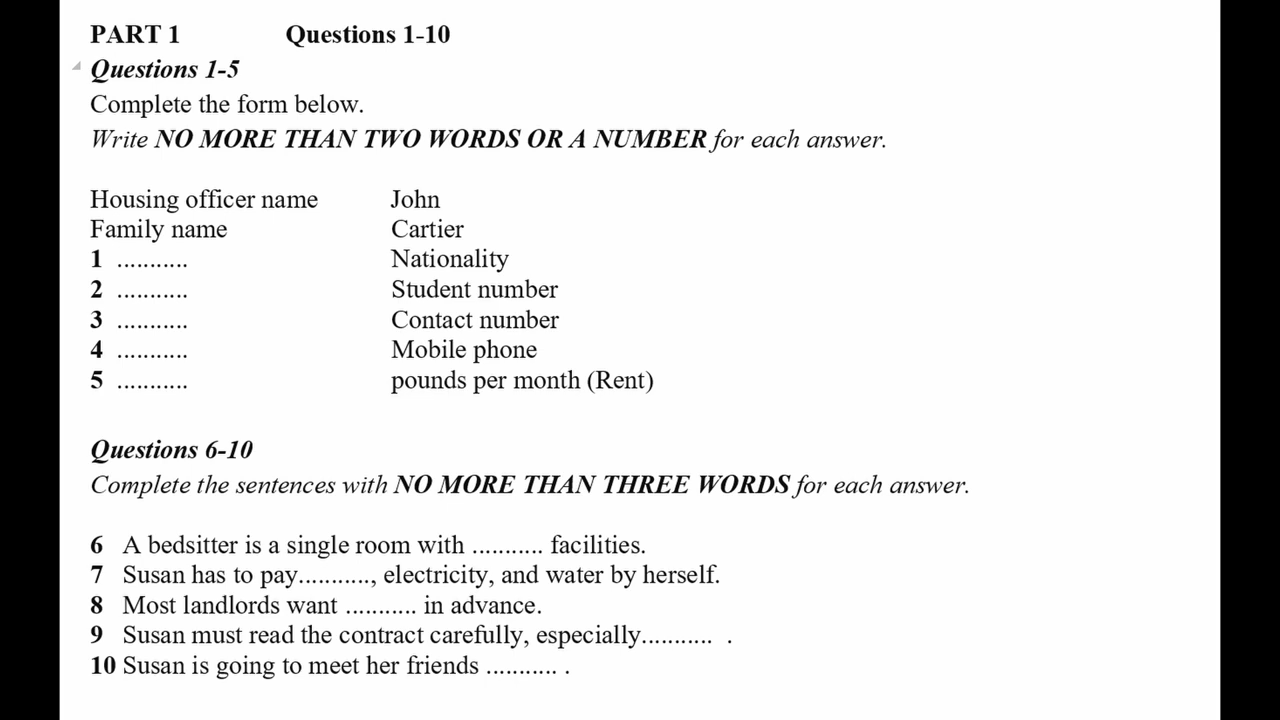 PART 1 Questions 1-10
Questions 1-5
Complete the form below.
Write NO MORE THAN TWO WORDS OR A NUMBER for each answer.
Housing officer name John
Family name Cartier
1 ........... Nationality
2 ........... Student number
3 ........... Contact number
4 ........... Mobile phone
5 ........... pounds per month (Rent)
Questions 6-10
Complete the sentences with NO MORE THAN THREE WORDS for each answer.
6 A bedsitter is a single room with ........... facilities.
7 Susan has to pay..........., electricity, and water by herself.
8 Most landlords want ........... in advance.
9 Susan must read the contract carefully, especially........... .
10 Susan is going to meet her friends ........... .